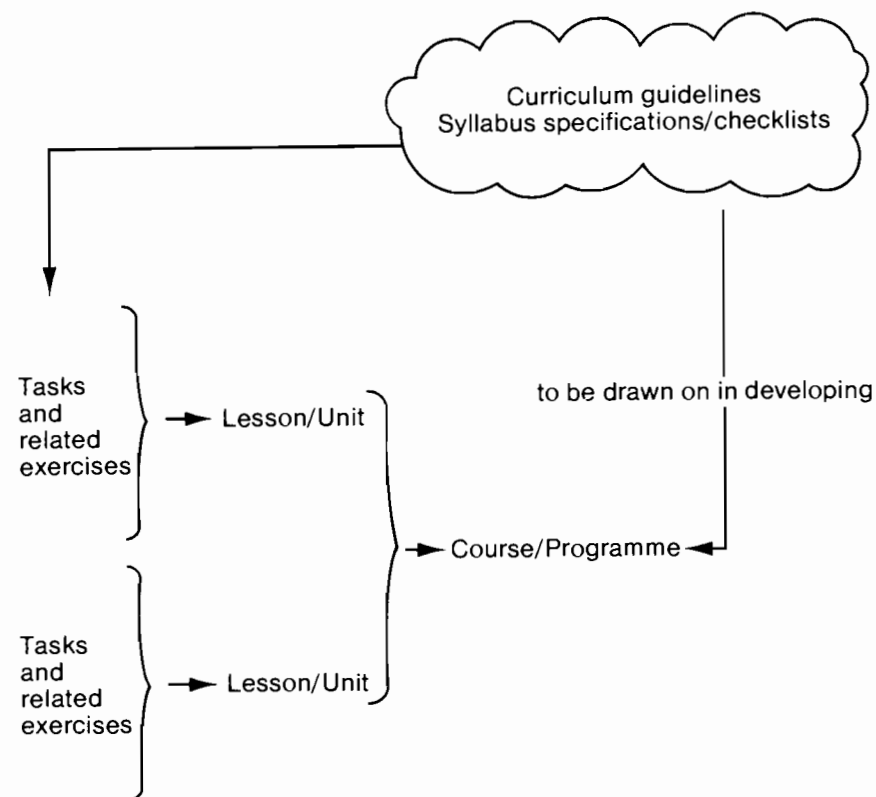 Curriculum guidelines
Syllabus specifications/checklists
to be drawn on in developing
Tasks
and
related
exercises
Lesson/Unit
Course/Programme
Tasks
and
related
exercises
Lesson/Unit